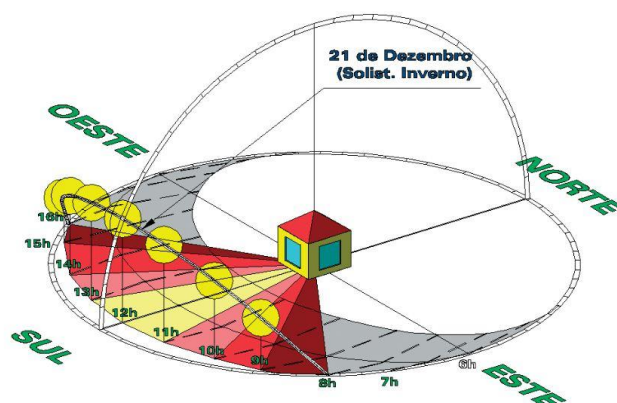 21 de Dezembro
(Solist. Inverno)
OESTE
NORTE
16h
15h
14h
13h
12h
11h
10h
9h
8h
7h
6h
SUL
ESTE